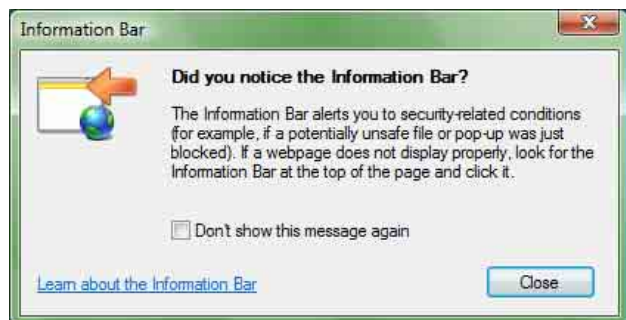 Information Bar
Did you notice the Information Bar?
The Information Bar alerts you to security-related conditions
(for example, if a potentially unsafe file or pop-up was just
blocked). If a webpage does not display properly, look for the
Information Bar at the top of the page and click it.
Don't show this message again
Learn about the Information Bar
Close